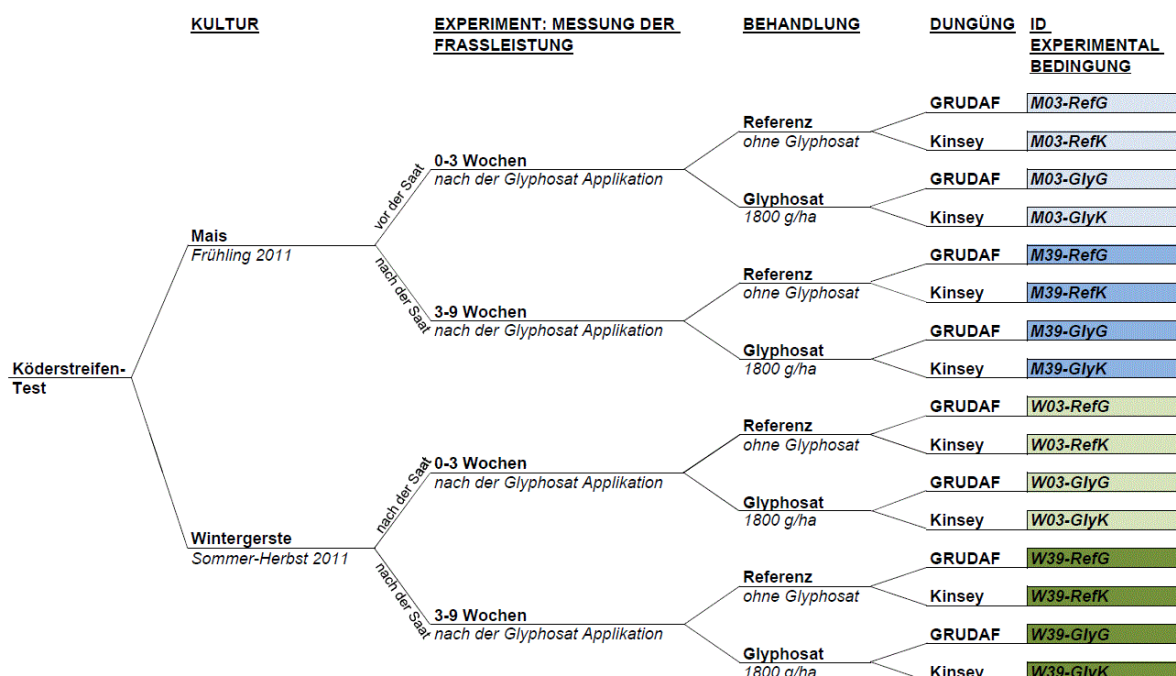 KULTUR
EXPERIMENT: MESSUNG DER
FRASSLEISTUNG
BEHANDLUNG
DUNGÜNG
ID
EXPERIMENTAL
BEDINGUNG
Köderstreifen-
Test
Mais
Frühling 2011
vor der Saat
0-3 Wochen
nach der Glyphosat Applikation
Referenz
ohne Glyphosat
GRUDAF
M03-RefG
Kinsey
M03-RefK
Glyphosat
1800 g/ha
GRUDAF
M03-GlyG
Kinsey
M03-GlyK
nach der Saat
3-9 Wochen
nach der Glyphosat Applikation
Referenz
ohne Glyphosat
GRUDAF
M39-RefG
Kinsey
M39-RefK
Glyphosat
1800 g/ha
GRUDAF
M39-GlyG
Kinsey
M39-GlyK
Wintergerste
Sommer-Herbst 2011
nach der Saat
0-3 Wochen
nach der Glyphosat Applikation
Referenz
ohne Glyphosat
GRUDAF
W03-RefG
Kinsey
W03-RefK
Glyphosat
1800 g/ha
GRUDAF
W03-GlyG
Kinsey
W03-GlyK
nach der Saat
3-9 Wochen
nach der Glyphosat Applikation
Referenz
ohne Glyphosat
GRUDAF
W39-RefG
Kinsey
W39-RefK
Glyphosat
1800 g/ha
GRUDAF
W39-GlyG
Kinsey
W39-GlyK